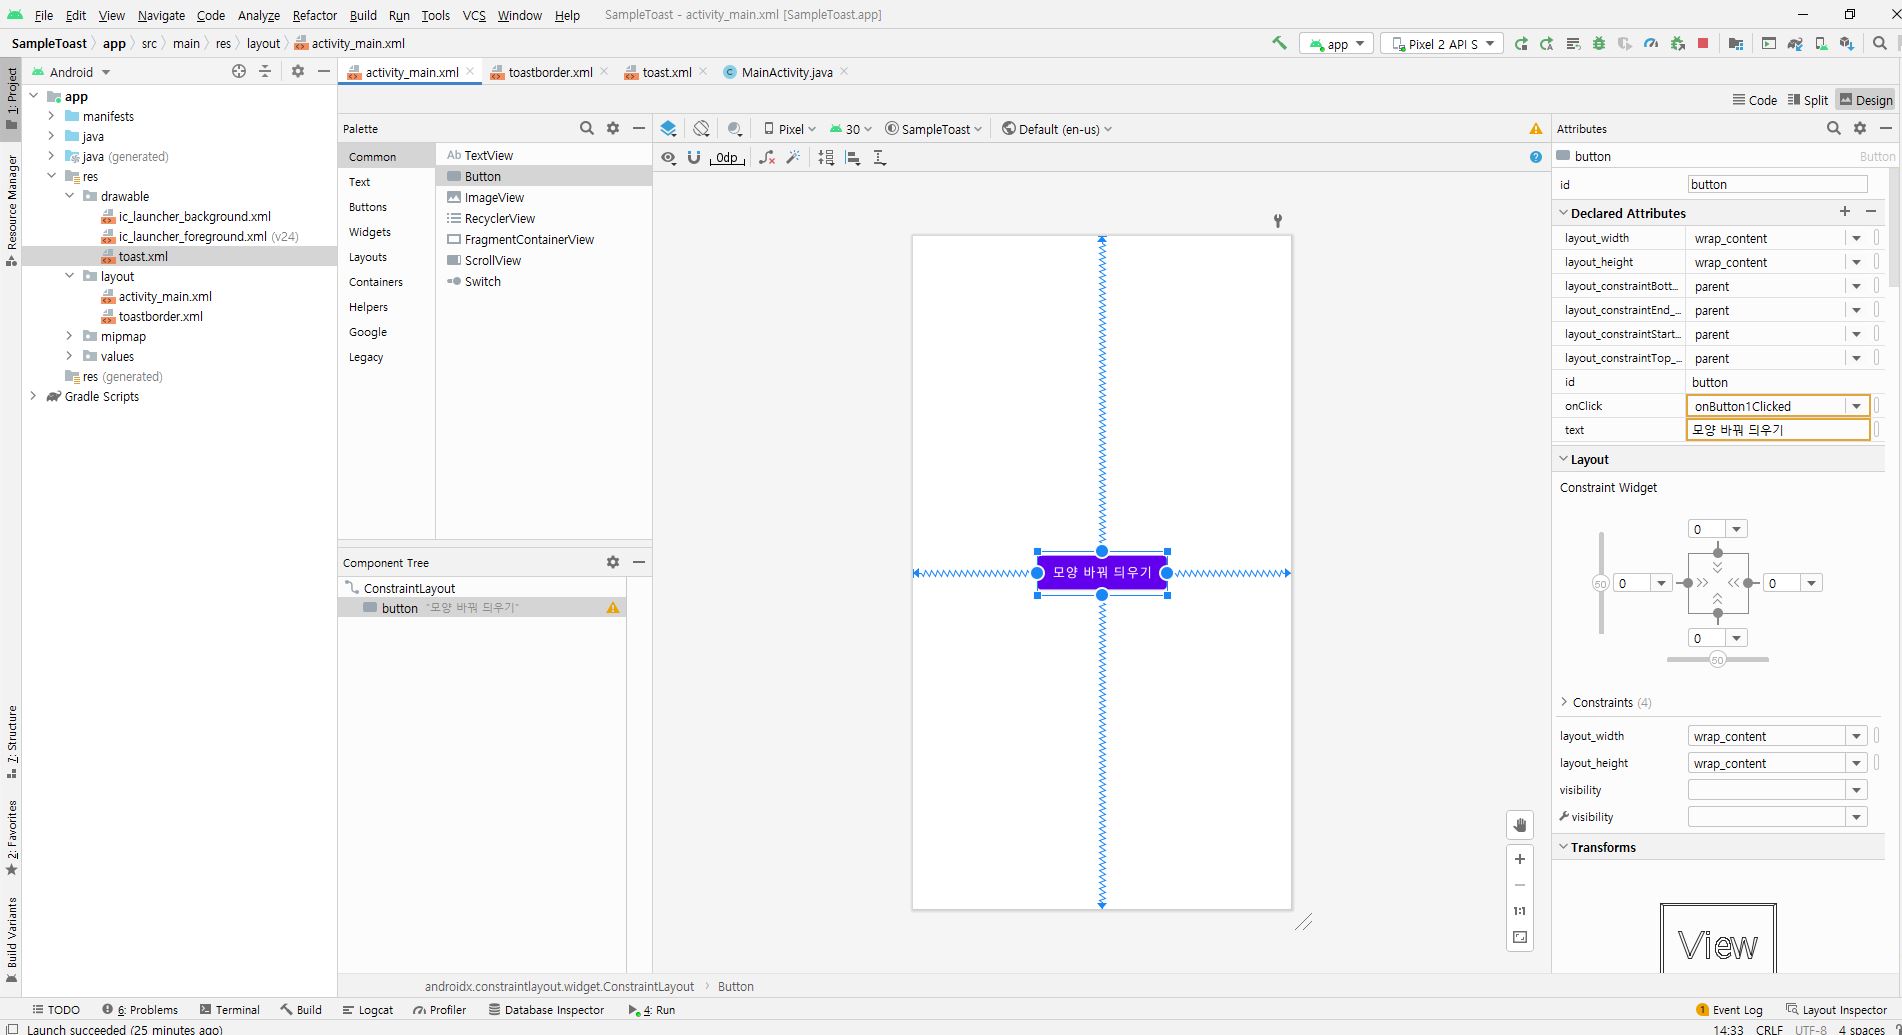 File Edit View Navigate Code Analyze Refactor Build Run Tools VCS Window Help SampleToast - activity_main.xml [SampleToast.app]
SampleToast app src main res layout activity_main.xml
app Pixel 2 API S
1: Project
Resource Manager
7: Structure
2: Favorites
Build Variants
Android
app
manifests
java
java (generated)
res
drawable
ic_launcher_background.xml
ic_launcher_foreground.xml (v24)
toast.xml
layout
activity_main.xml
toastborder.xml
mipmap
values
res (generated)
Gradle Scripts
activity_main.xml toastborder.xml toast.xml MainActivity.java
Code Split Design
Palette
Common
Text
Buttons
Widgets
Layouts
Containers
Helpers
Google
Legacy
Ab TextView
Button
ImageView
RecyclerView
FragmentContainerView
ScrollView
Switch
Component Tree
ConstraintLayout
button "모양 바꿔 띄우기"
Pixel 30 SampleToast Default (en-us)
0dp
모양 바꿔 띄우기
1:1
Attributes
button Button
id button
Declared Attributes
layout_width wrap_content
layout_height wrap_content
layout_constraintBott... parent
layout_constraintEnd_... parent
layout_constraintStart... parent
layout_constraintTop_... parent
id button
onClick onButton1Clicked
text 모양 바꿔 띄우기
Layout
Constraint Widget
0
50 0 0
0
50
Constraints (4)
layout_width wrap_content
layout_height wrap_content
visibility
visibility
Transforms
View
androidx.constraintlayout.widget.ConstraintLayout Button
TODO 6: Problems Terminal Build Logcat Profiler Database Inspector 4: Run 1 Event Log Layout Inspector
Launch succeeded (25 minutes ago) 14:33 CRLF UTF-8 4 spaces